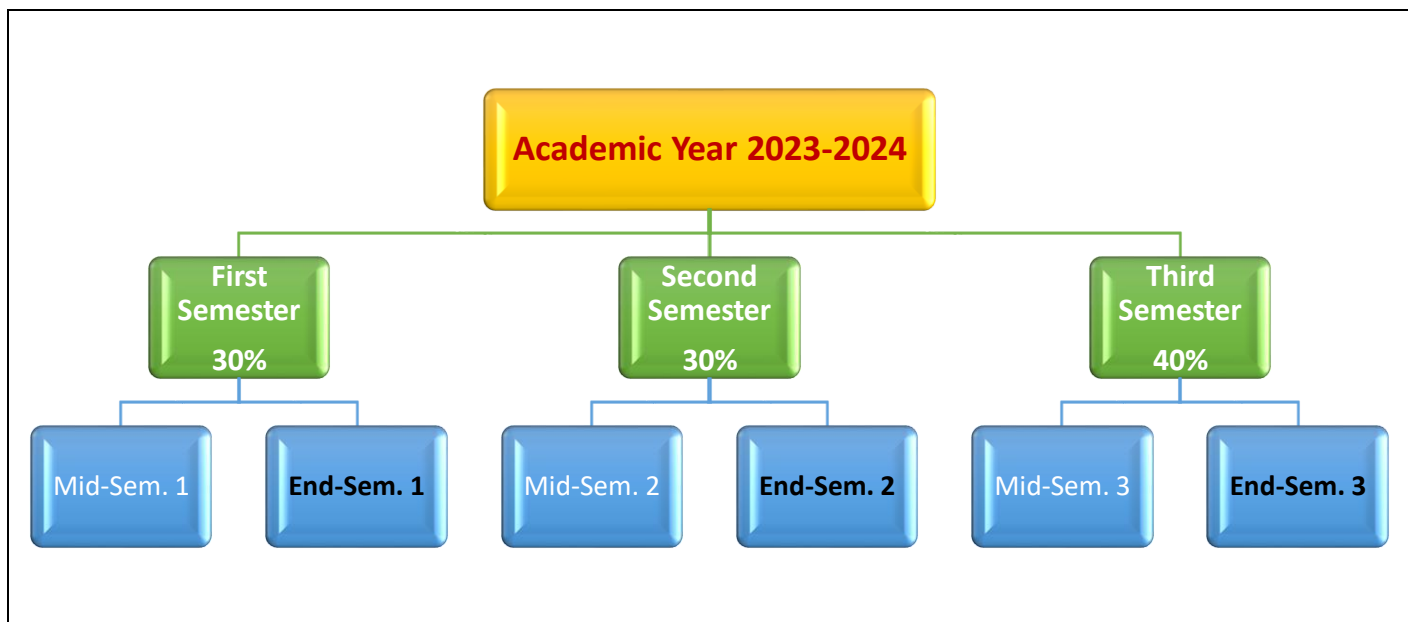 Academic Year 2023-2024
First
Semester
30%
Second
Semester
30%
Third
Semester
40%
Mid-Sem. 1
End-Sem. 1
Mid-Sem. 2
End-Sem. 2
Mid-Sem. 3
End-Sem. 3